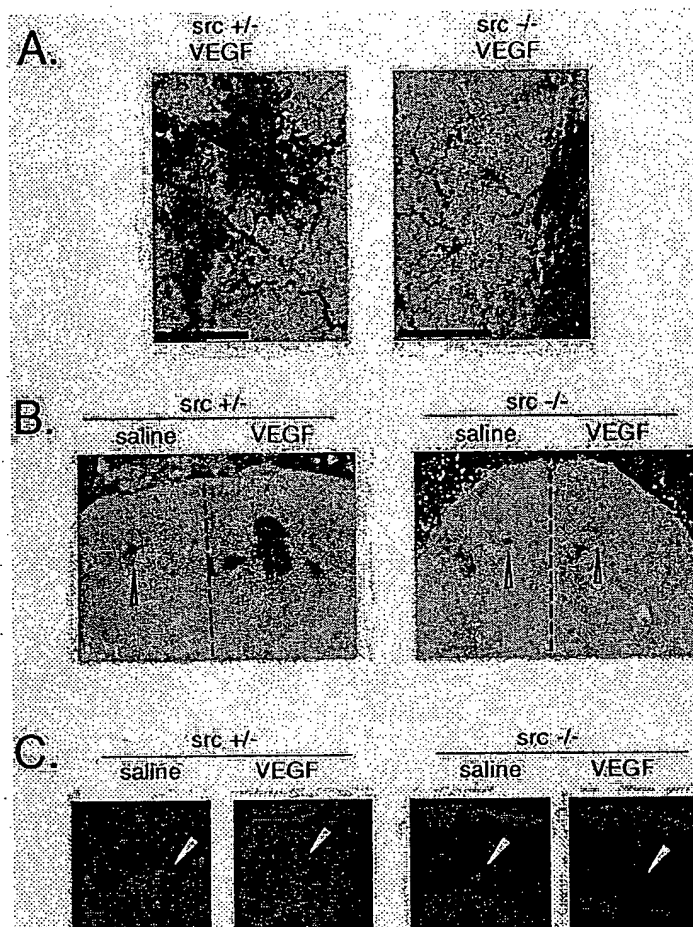 A.
src +/-
VEGF
src -/-
VEGF
B.
src +/-
src -/-
saline VEGF
saline VEGF
C.
src +/-
src -/-
saline VEGF
saline VEGF